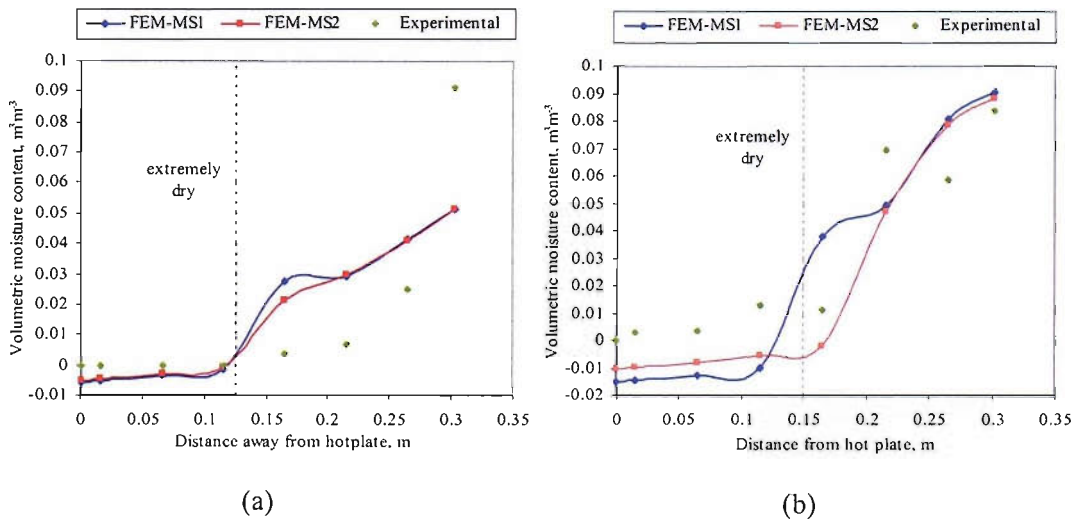 FEM-MS1 FEM-MS2 Experimental
0.1
0.09
0.08
0.07
0.06
0.05
0.04
0.03
0.02
0.01
0
-0.01
Volumetric moisture content, m³m⁻³
extremely
dry
0 0.05 0.1 0.15 0.2 0.25 0.3 0.35
Distance away from hotplate, m
(a)
FEM-MS1 FEM-MS2 Experimental
0.1
0.09
0.08
0.07
0.06
0.05
0.04
0.03
0.02
0.01
0
-0.01
-0.02
Volumetric moisture content, m³m⁻³
extremely
dry
0 0.05 0.1 0.15 0.2 0.25 0.3 0.35
Distance from hot plate, m
(b)